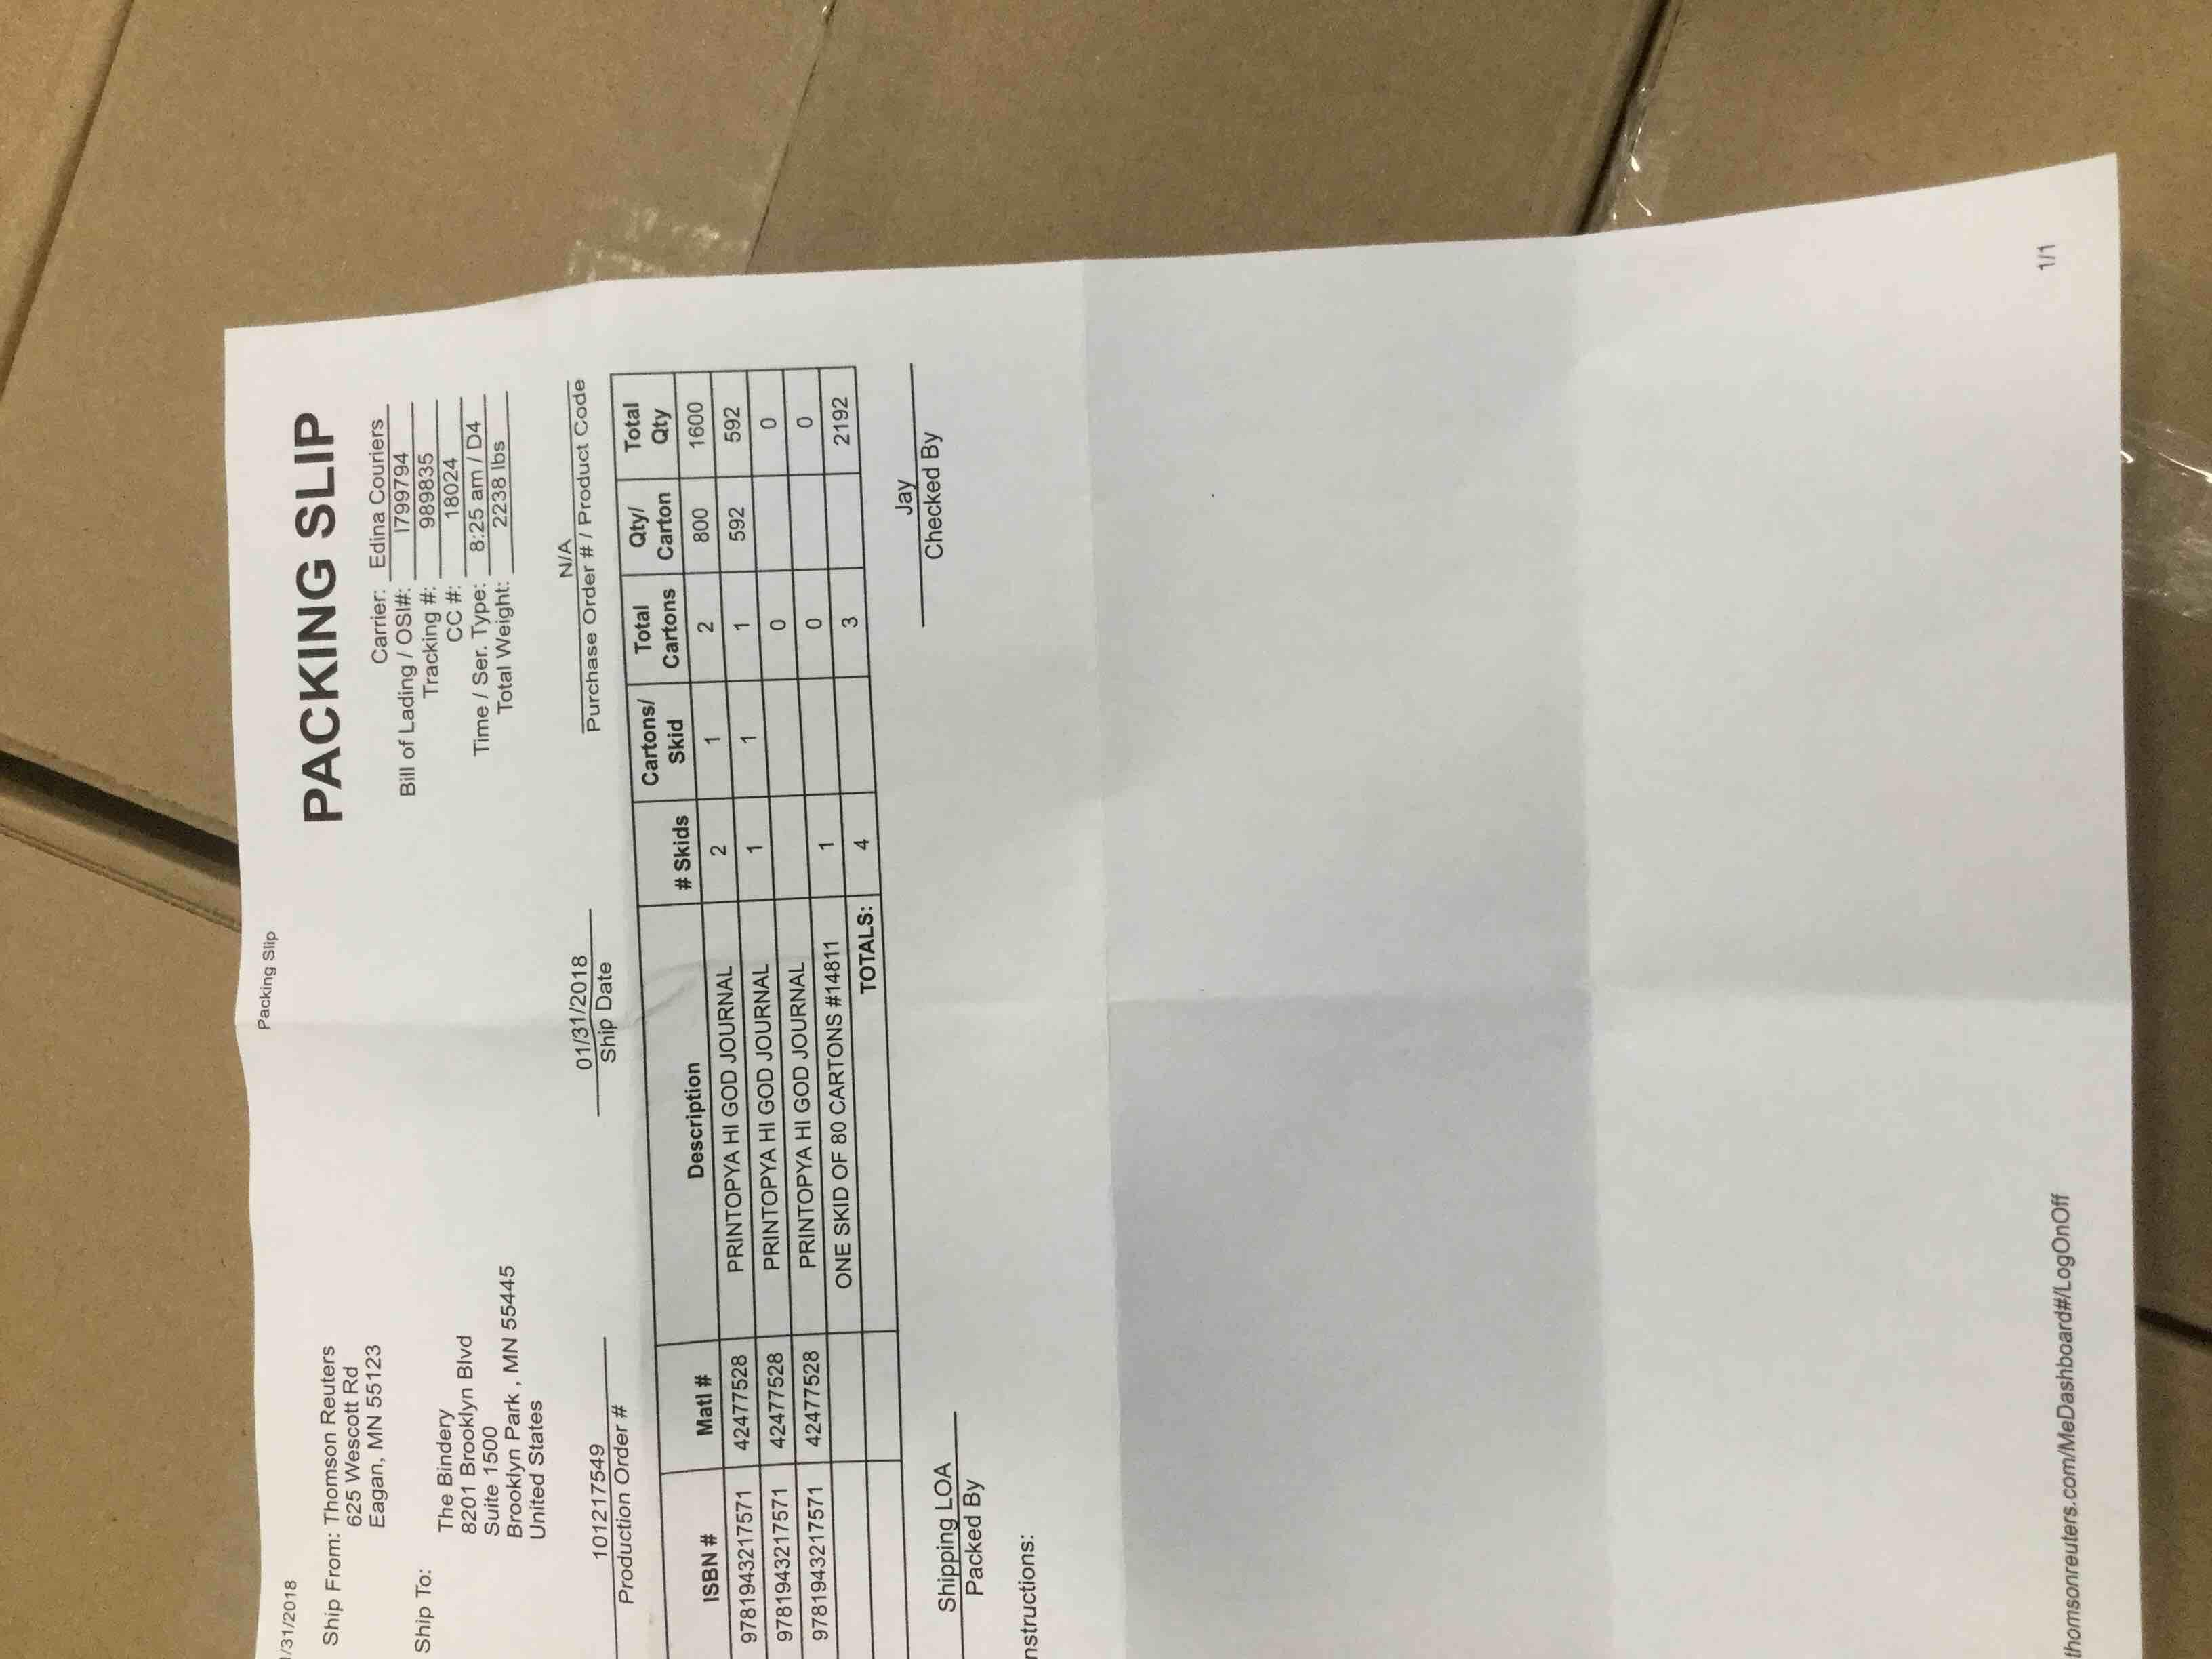 /31/2018
Packing Slip
PACKING SLIP
Ship From: Thomson Reuters
625 Wescott Rd
Eagan, MN 55123
Carrier: Edina Couriers
Bill of Lading / OSI#: I799794
Tracking #: 989835
CC #: 18024
Time / Ser. Type: 8:25 am / D4
Total Weight: 2238 lbs
Ship To:
The Bindery
8201 Brooklyn Blvd
Suite 1500
Brooklyn Park , MN 55445
United States
101217549 01/31/2018 N/A
Production Order # Ship Date Purchase Order # / Product Code
ISBN # Matl # Description # Skids Cartons/ Skid Total Cartons Qty/ Carton Total Qty
9781943217571 42477528 PRINTOPYA HI GOD JOURNAL 2 1 2 800 1600
9781943217571 42477528 PRINTOPYA HI GOD JOURNAL 1 1 1 592 592
9781943217571 42477528 PRINTOPYA HI GOD JOURNAL 0 0
ONE SKID OF 80 CARTONS #14811 1 0 0
TOTALS: 4 3 2192
Shipping LOA Jay
Packed By Checked By
nstructions:
thomsonreuters.com/MeDashboard#/LogOnOff 1/1